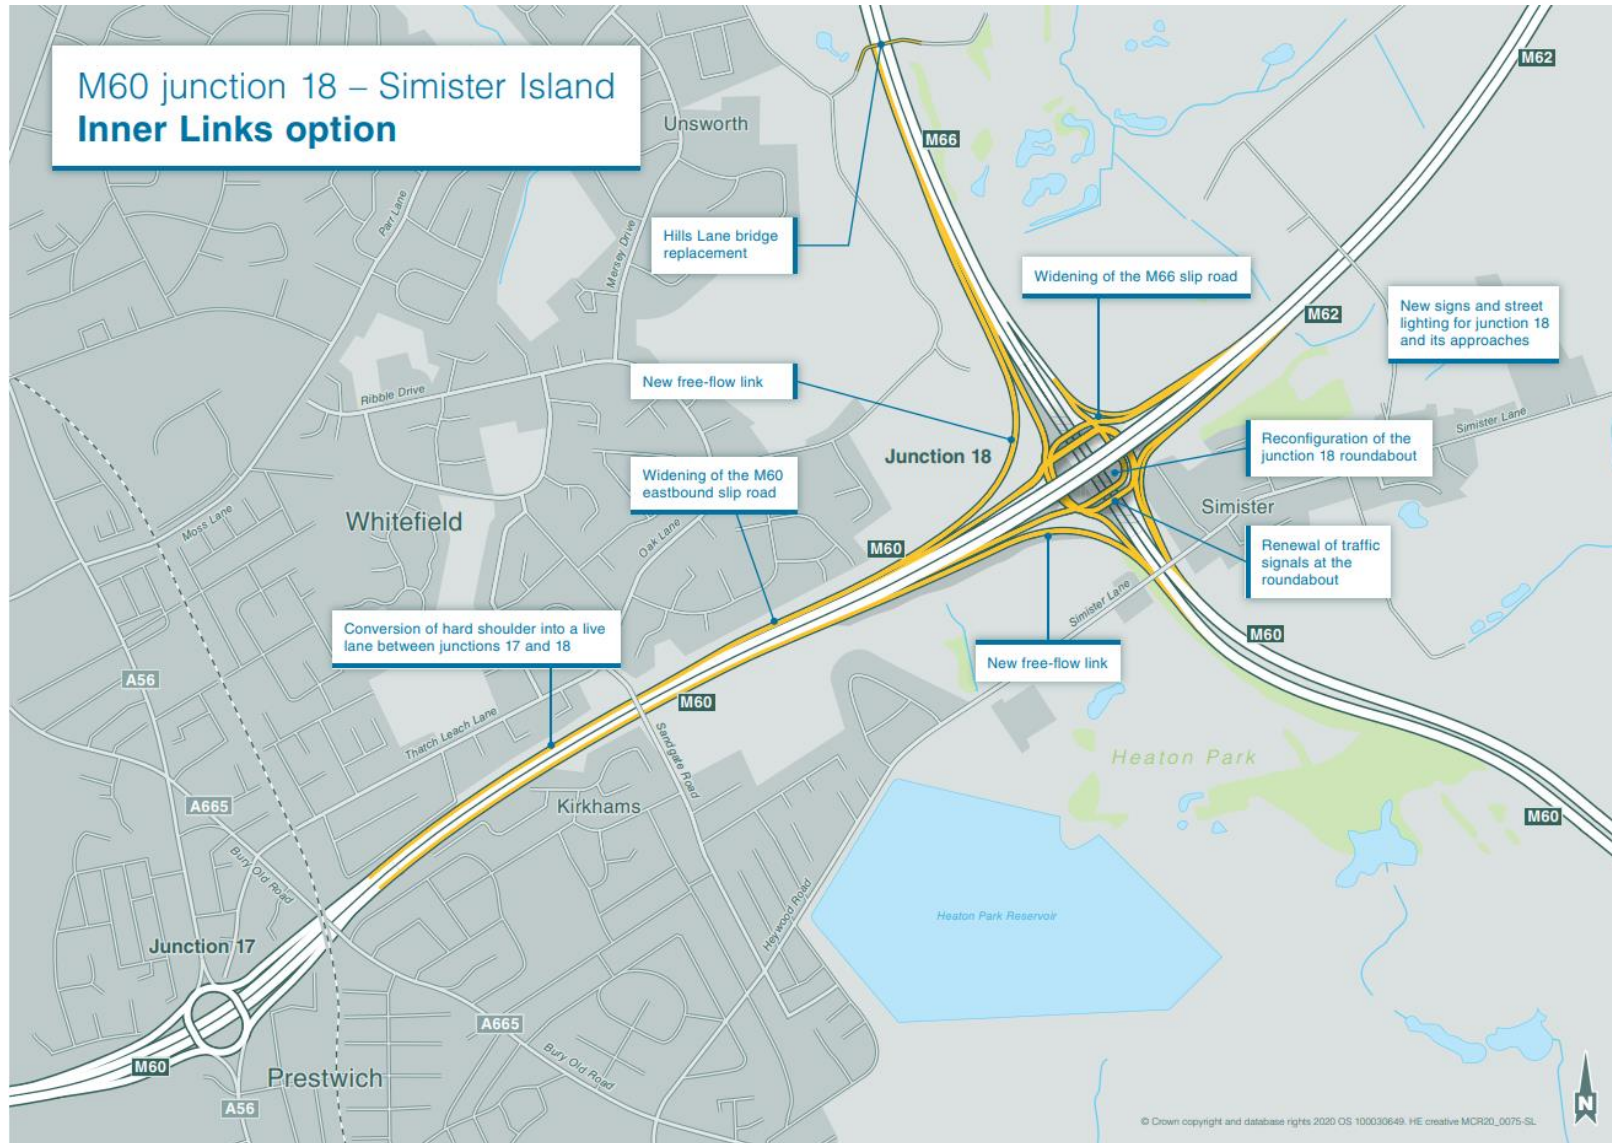 M60 junction 18 – Simister Island
Inner Links option
Unsworth
M66
M62
Parr Lane
Mersey Drive
Hills Lane bridge
replacement
Widening of the M66 slip road
M62
New signs and street
lighting for junction 18
and its approaches
New free-flow link
Ribble Drive
Simister Lane
Junction 18
Reconfiguration of the
junction 18 roundabout
Widening of the M60
eastbound slip road
Simister
Whitefield
Moss Lane
Oak Lane
M60
Renewal of traffic
signals at the
roundabout
Simister Lane
Conversion of hard shoulder into a live
lane between junctions 17 and 18
M60
New free-flow link
A56
M60
Thatch Leach Lane
Sandgate Road
Heaton Park
A665
Kirkhams
M60
Bury Old Road
Heywood Road
Heaton Park Reservoir
Junction 17
A665
Bury Old Road
M60
Prestwich
A56
N
© Crown copyright and database rights 2020 OS 100030649. HE creative MCR20_0075-SL